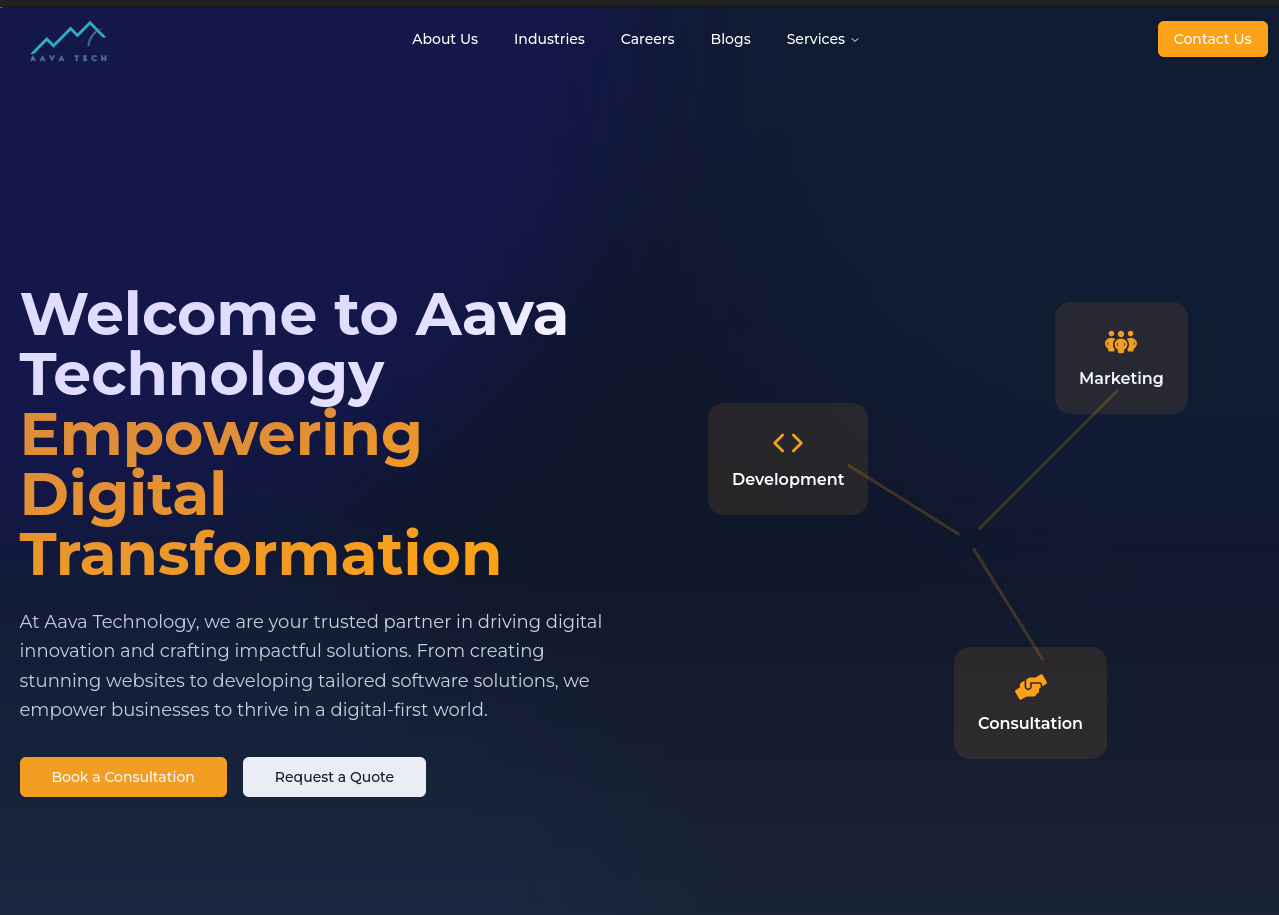 AAVA TECH
About Us
Industries
Careers
Blogs
Services
Contact Us
Welcome to Aava
Technology
Empowering
Digital
Transformation
At Aava Technology, we are your trusted partner in driving digital
innovation and crafting impactful solutions. From creating
stunning websites to developing tailored software solutions, we
empower businesses to thrive in a digital-first world.
Book a Consultation
Request a Quote
Marketing
Development
Consultation